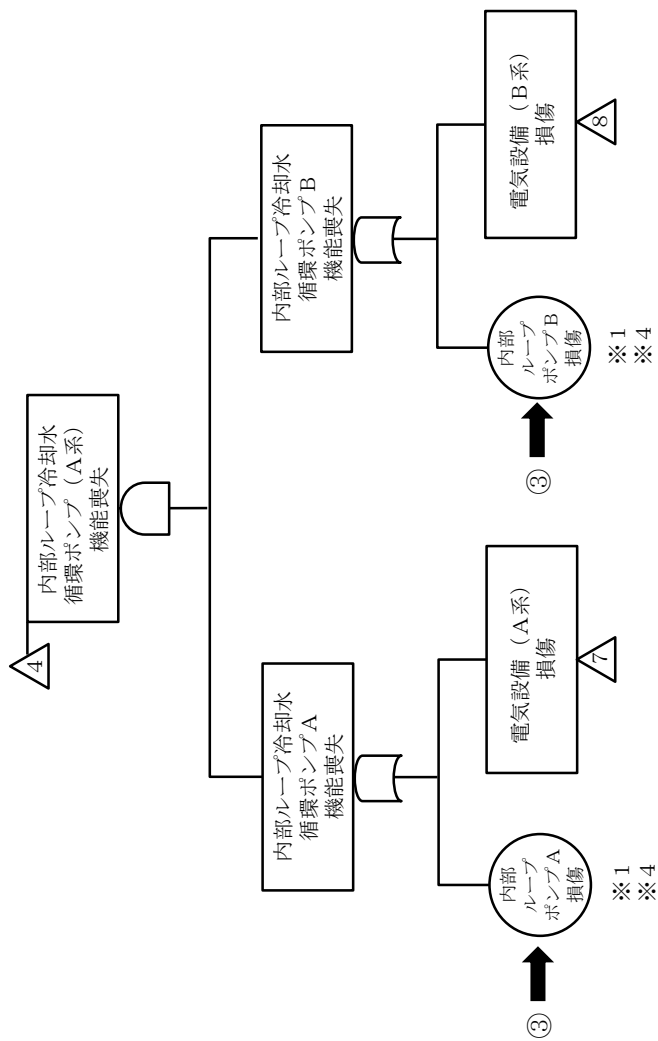 4
内部ループ冷却水
循環ポンプ（A系）
機能喪失
内部ループ冷却水
循環ポンプA
機能喪失
内部ループ冷却水
循環ポンプB
機能喪失
③
内部
ループ
ポンプA
損傷
※1
※4
電気設備（A系）
損傷
7
③
内部
ループ
ポンプB
損傷
※1
※4
電気設備（B系）
損傷
8